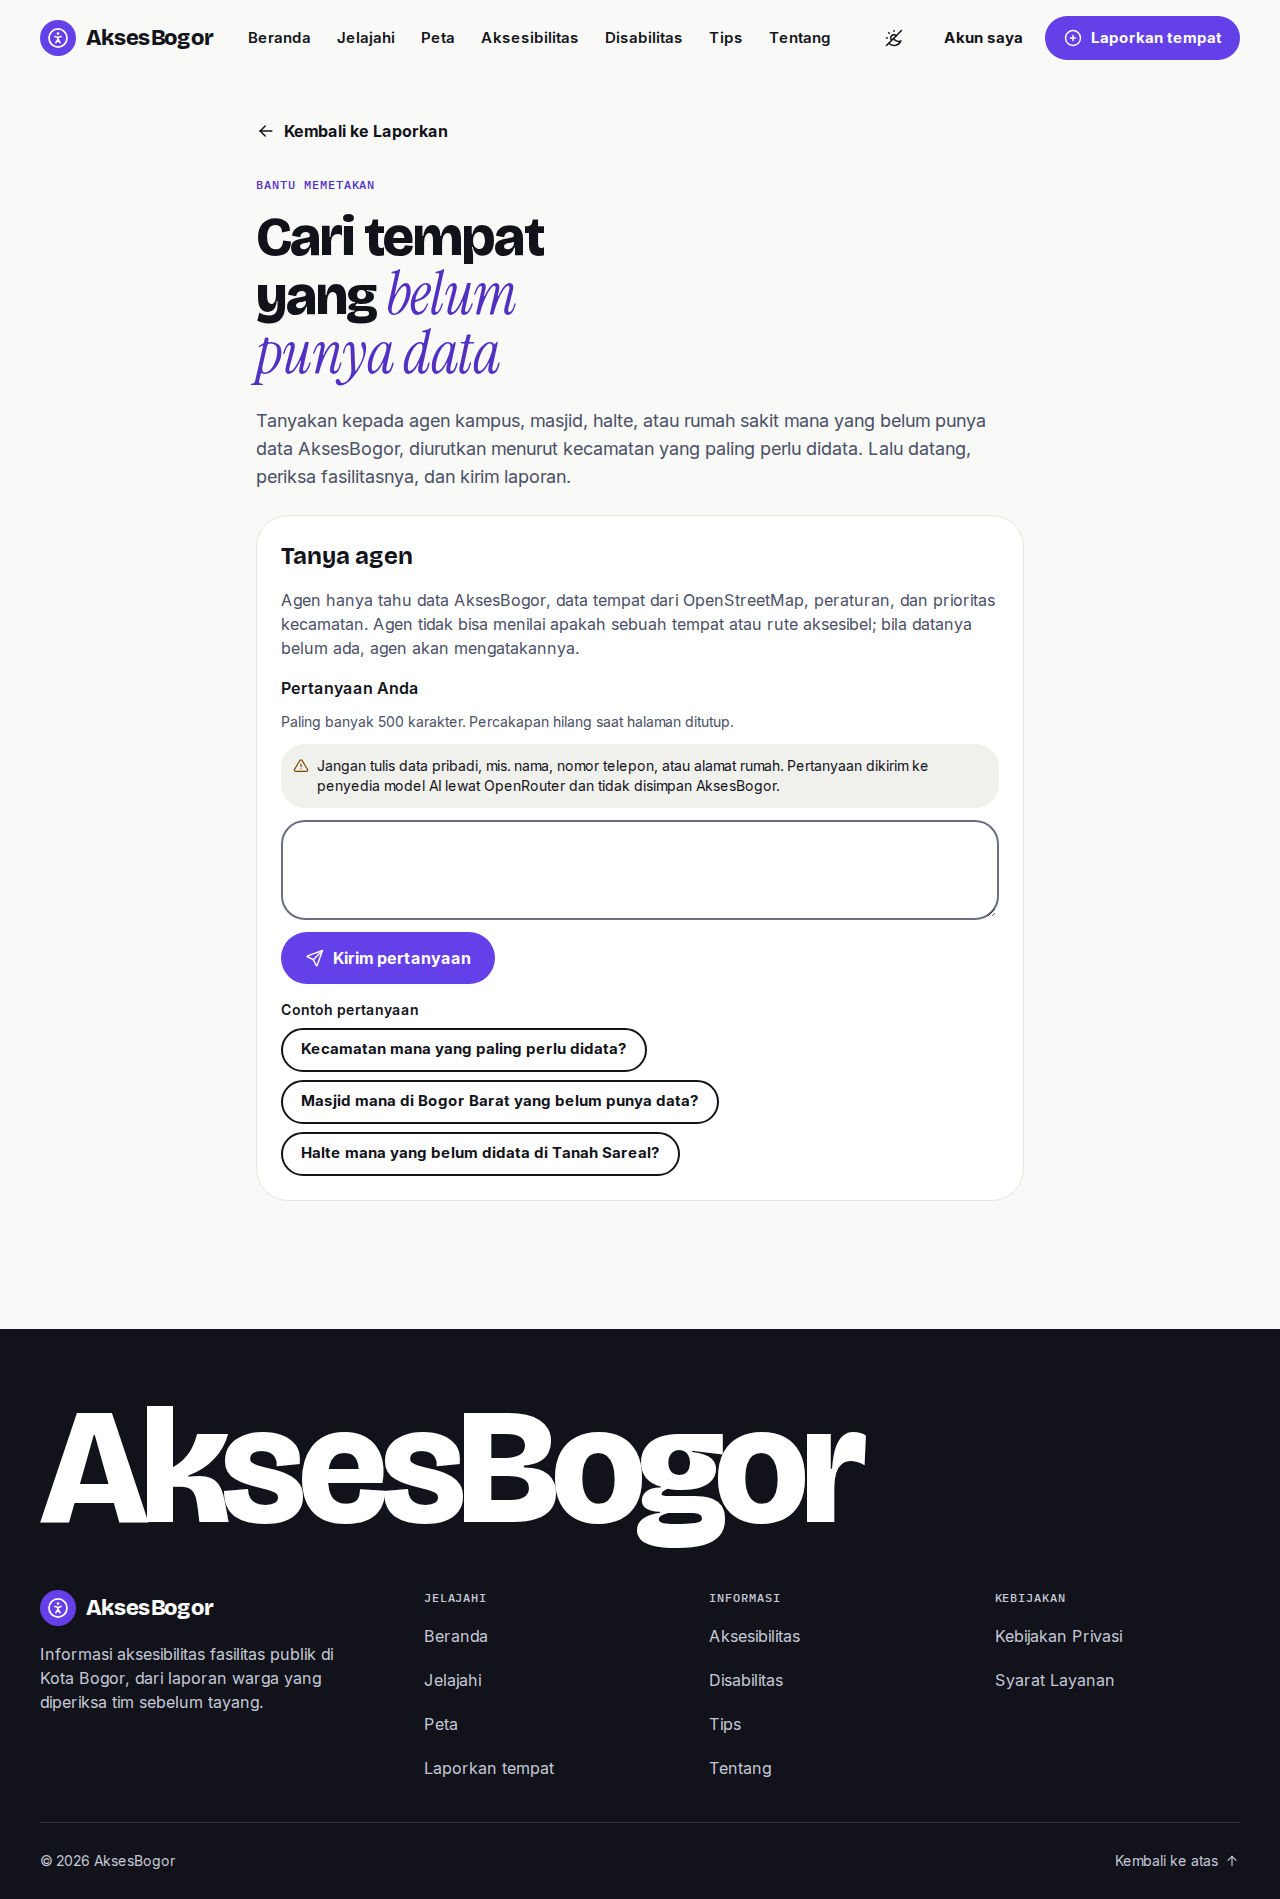 AksesBogor
Beranda
Jelajahi
Peta
Aksesibilitas
Disabilitas
Tips
Tentang
Akun saya
Laporkan tempat
Kembali ke Laporkan
BANTU MEMETAKAN
Cari tempat
yang belum
punya data
Tanyakan kepada agen kampus, masjid, halte, atau rumah sakit mana yang belum punya
data AksesBogor, diurutkan menurut kecamatan yang paling perlu didata. Lalu datang,
periksa fasilitasnya, dan kirim laporan.
Tanya agen
Agen hanya tahu data AksesBogor, data tempat dari OpenStreetMap, peraturan, dan prioritas
kecamatan. Agen tidak bisa menilai apakah sebuah tempat atau rute aksesibel; bila datanya
belum ada, agen akan mengatakannya.
Pertanyaan Anda
Paling banyak 500 karakter. Percakapan hilang saat halaman ditutup.
Jangan tulis data pribadi, mis. nama, nomor telepon, atau alamat rumah. Pertanyaan dikirim ke
penyedia model AI lewat OpenRouter dan tidak disimpan AksesBogor.
Kirim pertanyaan
Contoh pertanyaan
Kecamatan mana yang paling perlu didata?
Masjid mana di Bogor Barat yang belum punya data?
Halte mana yang belum didata di Tanah Sareal?
AksesBogor
AksesBogor
Informasi aksesibilitas fasilitas publik di
Kota Bogor, dari laporan warga yang
diperiksa tim sebelum tayang.
JELAJAHI
Beranda
Jelajahi
Peta
Laporkan tempat
INFORMASI
Aksesibilitas
Disabilitas
Tips
Tentang
KEBIJAKAN
Kebijakan Privasi
Syarat Layanan
© 2026 AksesBogor
Kembali ke atas ↑